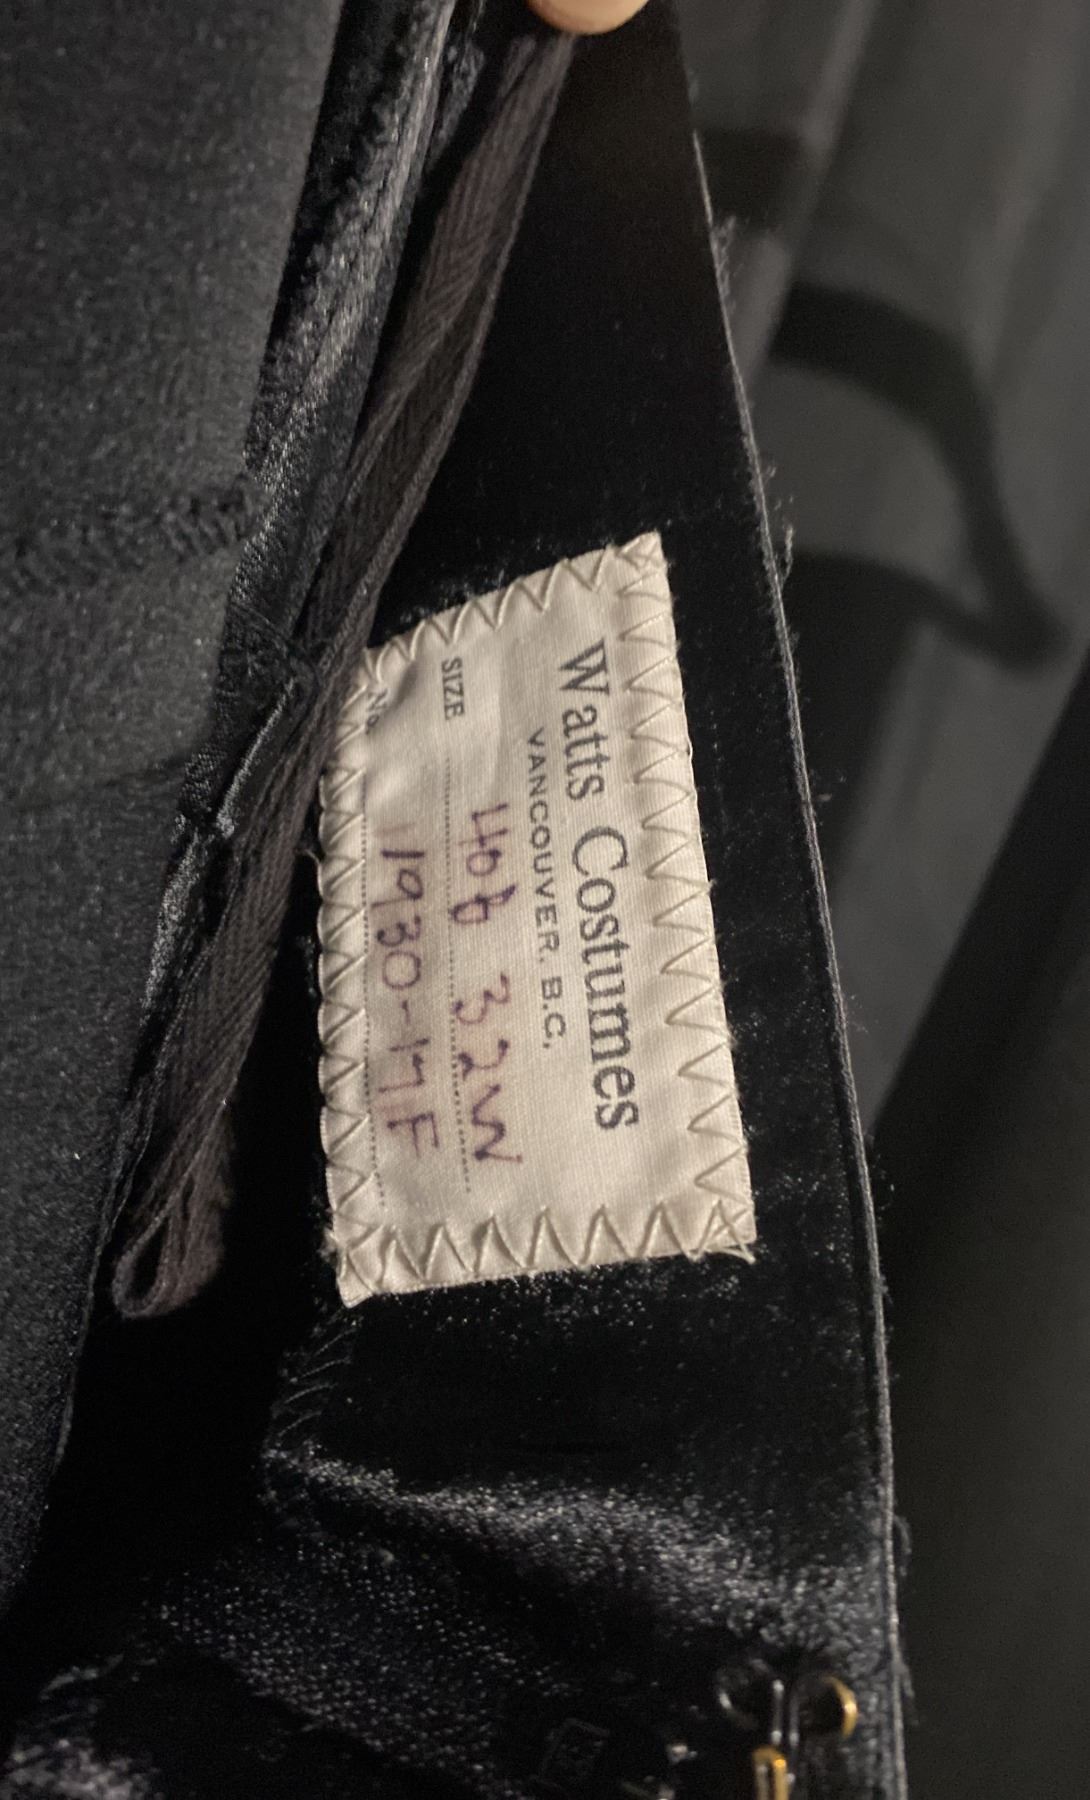 Watts Costumes
VANCOUVER, B.C.
SIZE 40B 32W
No. 1930-17F